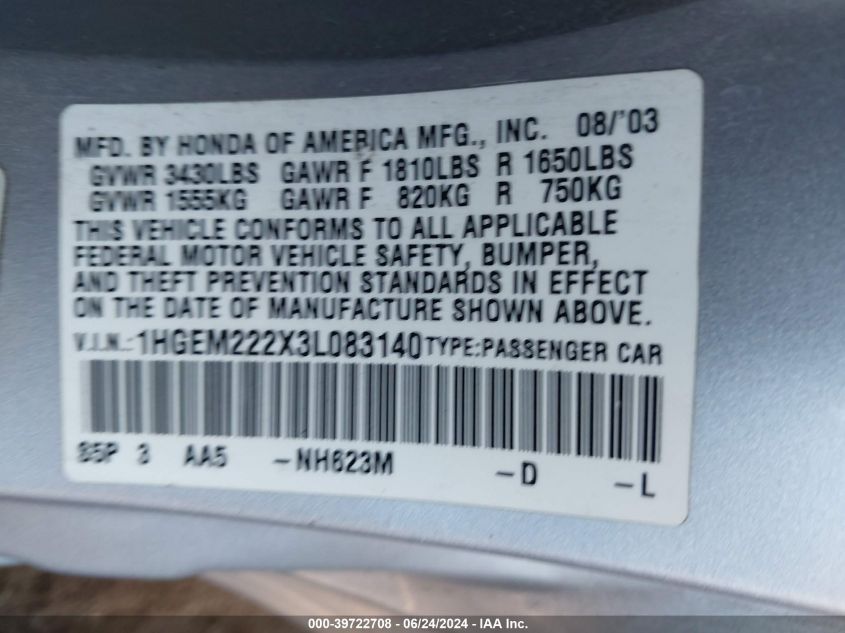 MFD. BY HONDA OF AMERICA MFG., INC. 08/'03
GVWR 3430LBS GAWR F 1810LBS R 1650LBS
GVWR 1555KG GAWR F 820KG R 750KG
THIS VEHICLE CONFORMS TO ALL APPLICABLE
FEDERAL MOTOR VEHICLE SAFETY, BUMPER,
AND THEFT PREVENTION STANDARDS IN EFFECT
ON THE DATE OF MANUFACTURE SHOWN ABOVE.
V.I.N.:1HGEM222X3L083140 TYPE:PASSENGER CAR
S5P 3 AA5 -NH623M -D -L
000-39722708 - 06/24/2024 - IAA Inc.